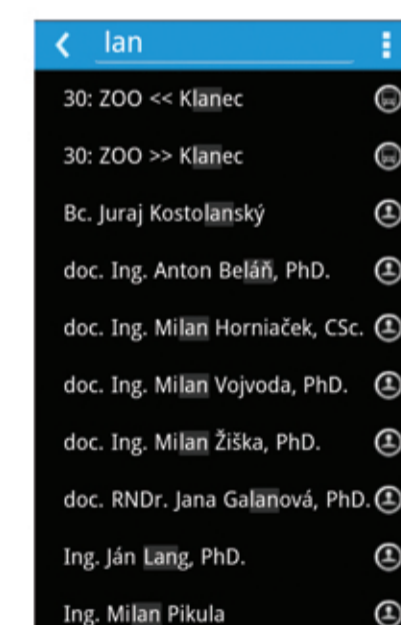 lan
30: ZOO << Klanec
30: ZOO >> Klanec
Bc. Juraj Kostolanský
doc. Ing. Anton Beláň, PhD.
doc. Ing. Milan Horniaček, CSc.
doc. Ing. Milan Vojvoda, PhD.
doc. Ing. Milan Žiška, PhD.
doc. RNDr. Jana Galanová, PhD.
Ing. Ján Lang, PhD.
Ing. Milan Pikula